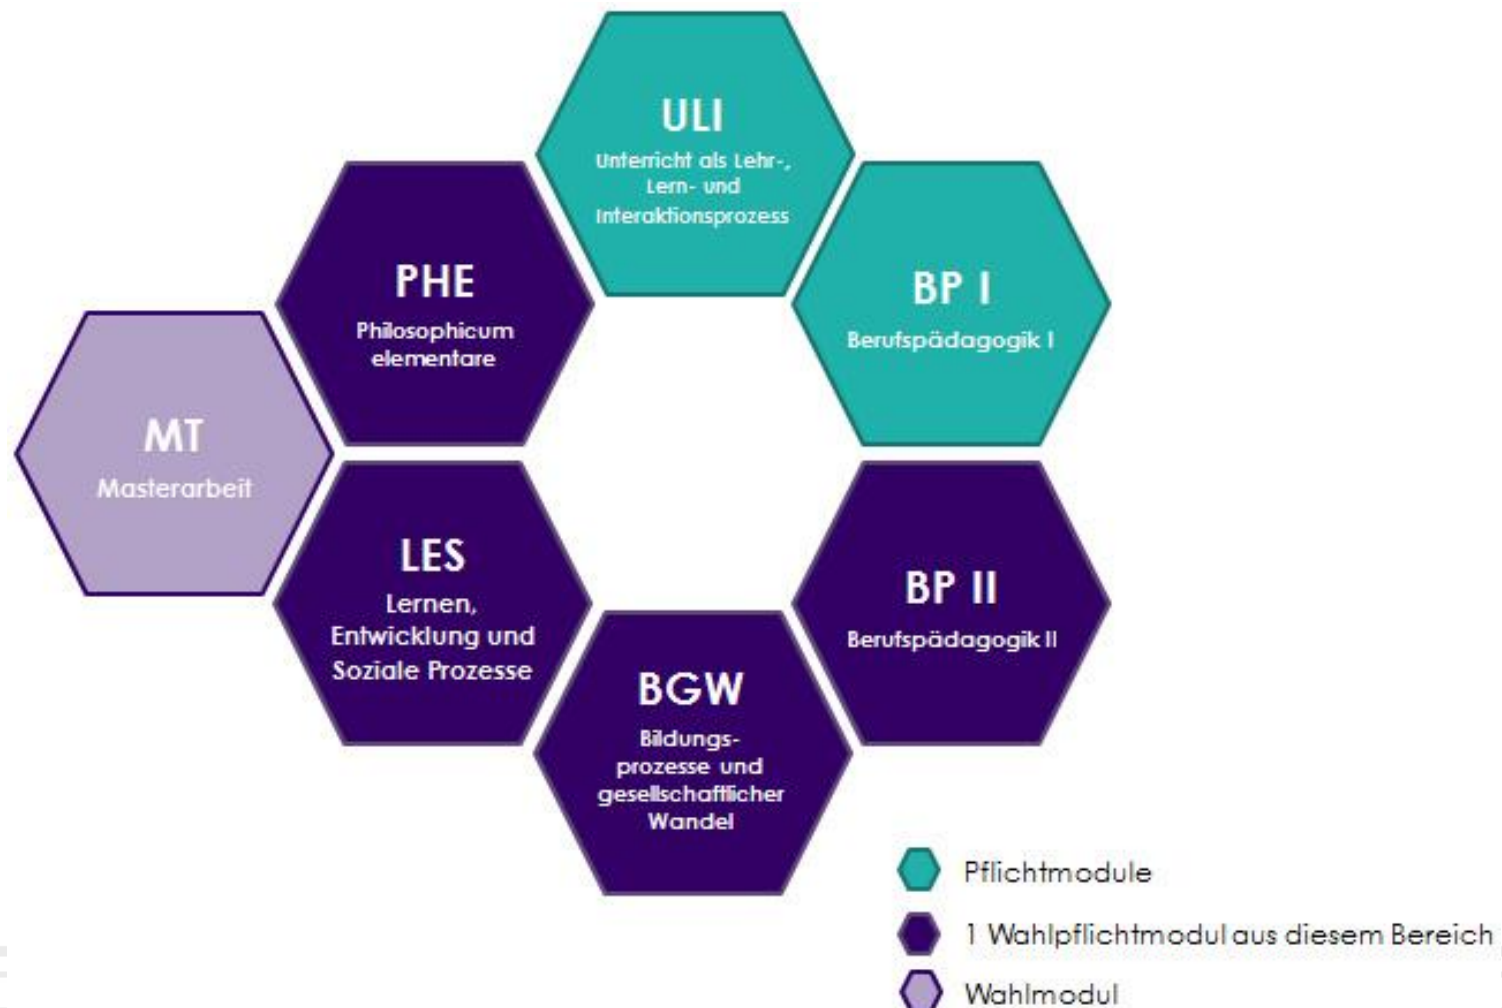 ULI
Unterricht als Lehr-,
Lern- und
Interaktionsprozess
PHE
Philosophicum
elementare
BP I
Berufspädagogik I
MT
Masterarbeit
LES
Lernen,
Entwicklung und
Soziale Prozesse
BP II
Berufspädagogik II
BGW
Bildungs-
prozesse und
gesellschaftlicher
Wandel
Pflichtmodule
1 Wahlpflichtmodul aus diesem Bereich
Wahlmodul